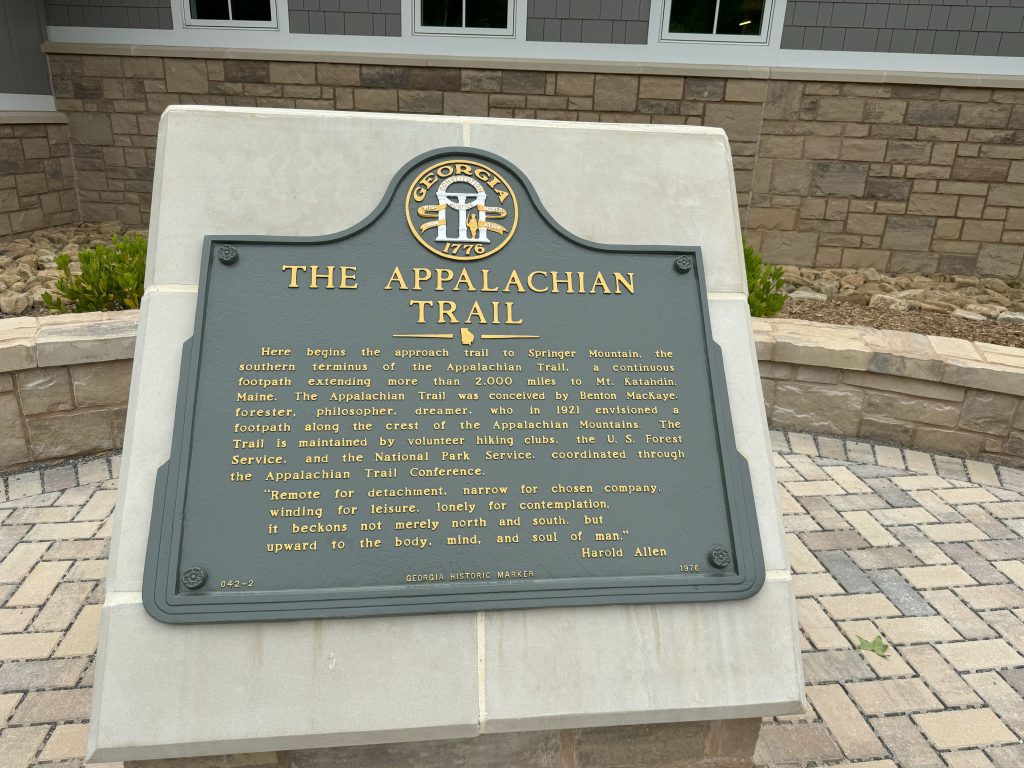 GEORGIA
1776
THE APPALACHIAN
TRAIL
Here begins the approach trail to Springer Mountain, the
southern terminus of the Appalachian Trail, a continuous
footpath extending more than 2,000 miles to Mt. Katahdin,
Maine. The Appalachian Trail was conceived by Benton MacKaye,
forester, philosopher, dreamer, who in 1921 envisioned a
footpath along the crest of the Appalachian Mountains. The
Trail is maintained by volunteer hiking clubs, the U. S. Forest
Service, and the National Park Service, coordinated through
the Appalachian Trail Conference.
"Remote for detachment, narrow for chosen company,
winding for leisure, lonely for contemplation,
it beckons not merely north and south, but
upward to the body, mind, and soul of man."
Harold Allen
042-2
GEORGIA HISTORIC MARKER
1976